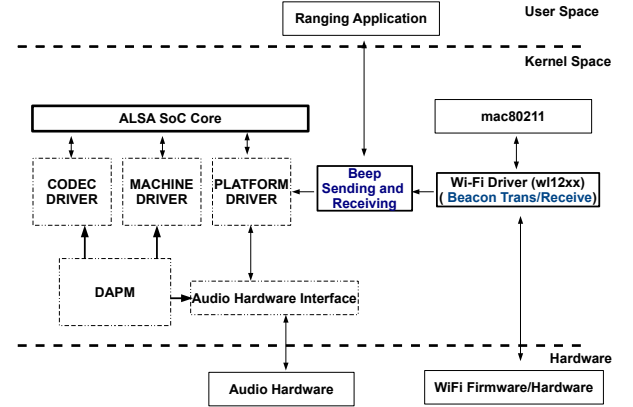 Ranging Application
User Space
Kernel Space
ALSA SoC Core
mac80211
CODEC
DRIVER
MACHINE
DRIVER
PLATFORM
DRIVER
Beep
Sending and
Receiving
Wi-Fi Driver (wl12xx)
( Beacon Trans/Receive)
DAPM
Audio Hardware Interface
Hardware
Audio Hardware
WiFi Firmware/Hardware